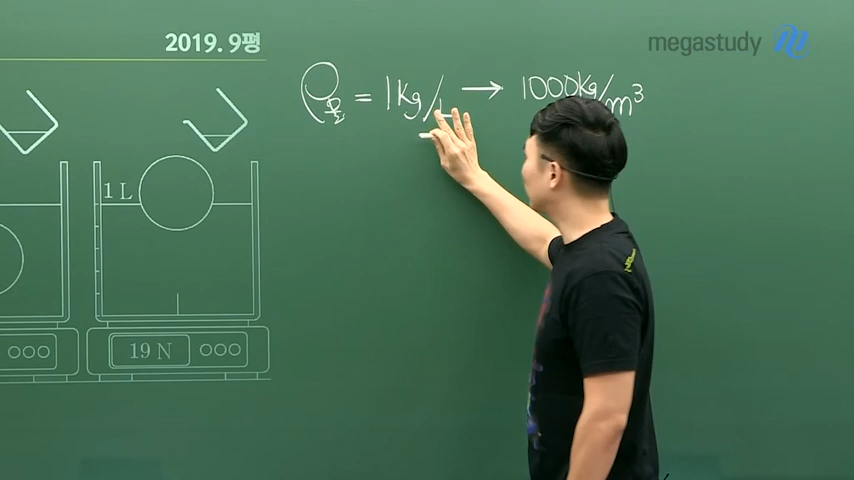 2019. 9평
megastudy
ρ물 = 1kg/L → 1000kg/m³
1 L
19 N